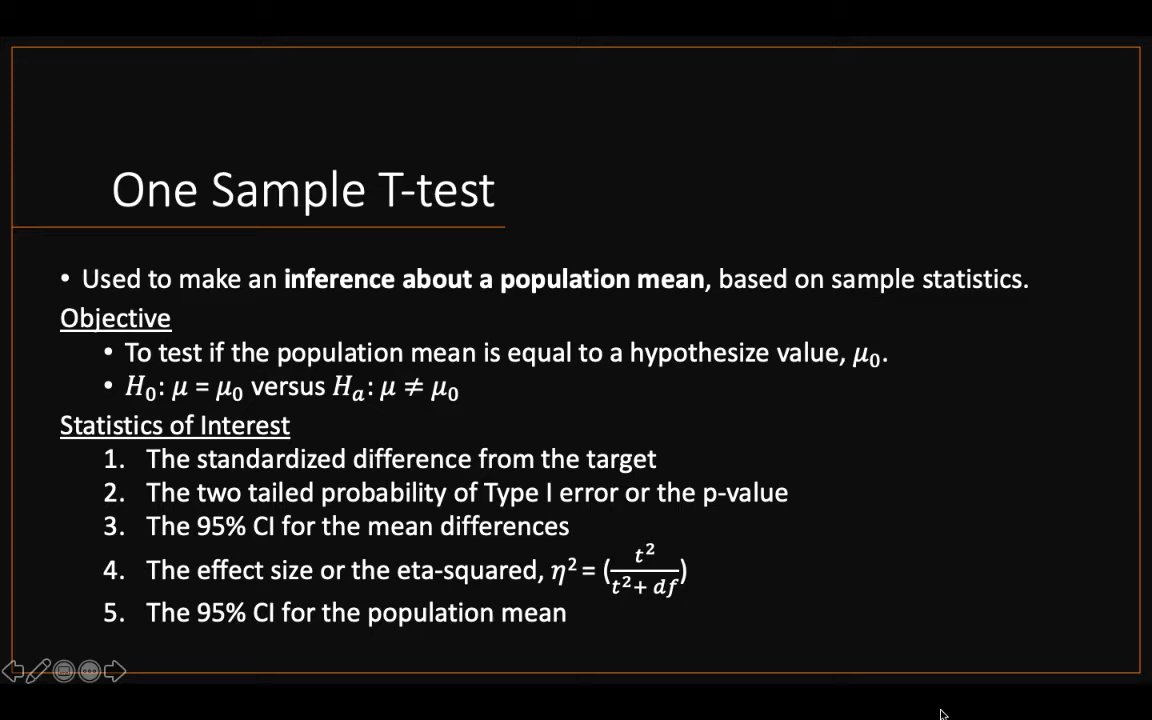 One Sample T-test
• Used to make an inference about a population mean, based on sample statistics.
Objective
• To test if the population mean is equal to a hypothesize value, μ₀.
• H₀: μ = μ₀ versus Hₐ: μ ≠ μ₀
Statistics of Interest
1. The standardized difference from the target
2. The two tailed probability of Type I error or the p-value
3. The 95% CI for the mean differences
4. The effect size or the eta-squared, η² = (t²/(t² + df))
5. The 95% CI for the population mean